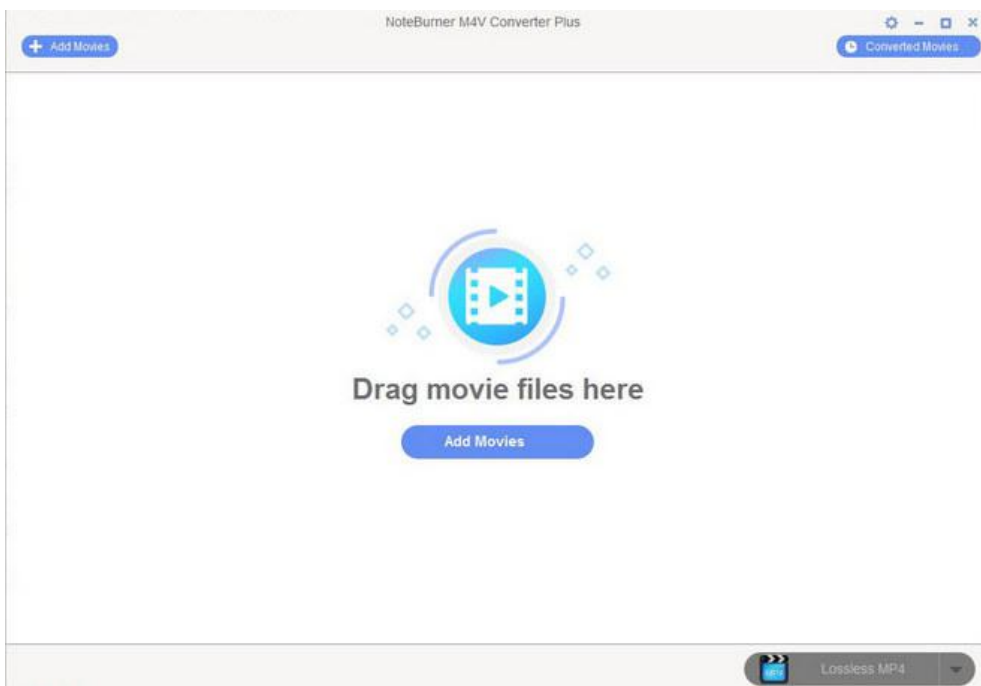 NoteBurner M4V Converter Plus
Add Movies
Converted Movies
Drag movie files here
Add Movies
Lossless MP4